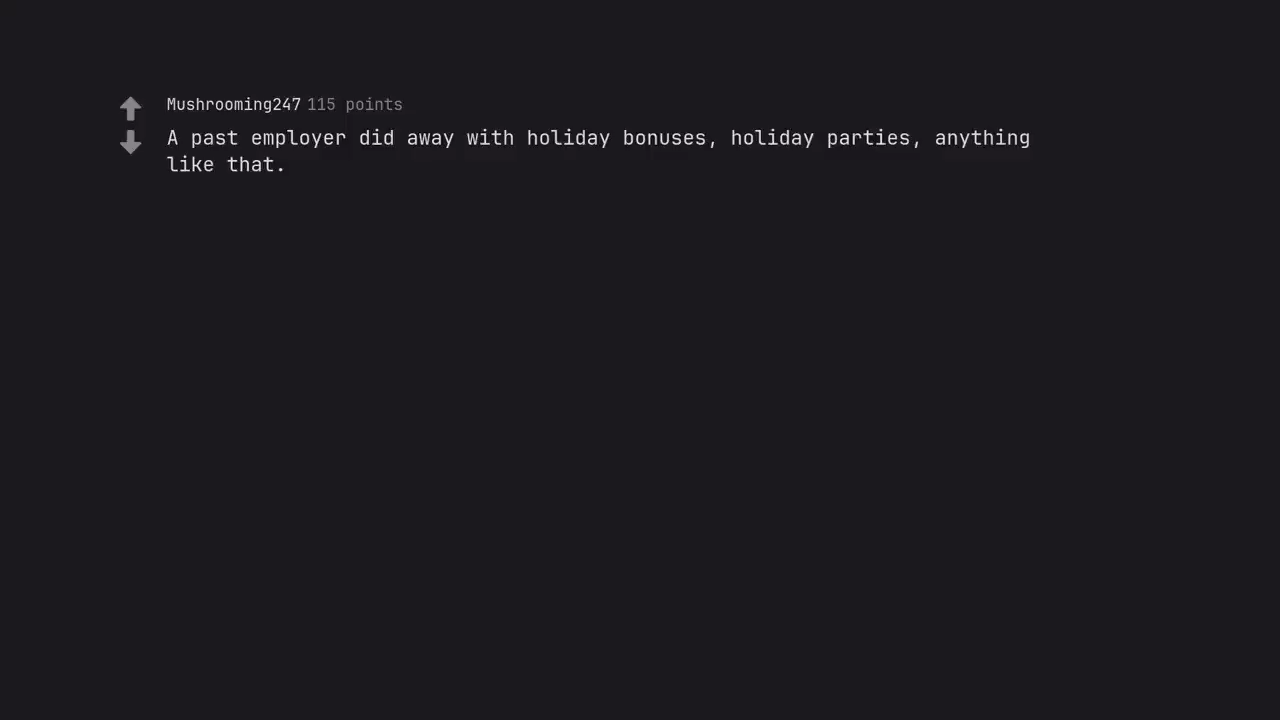 Mushrooming247 115 points
A past employer did away with holiday bonuses, holiday parties, anything
like that.